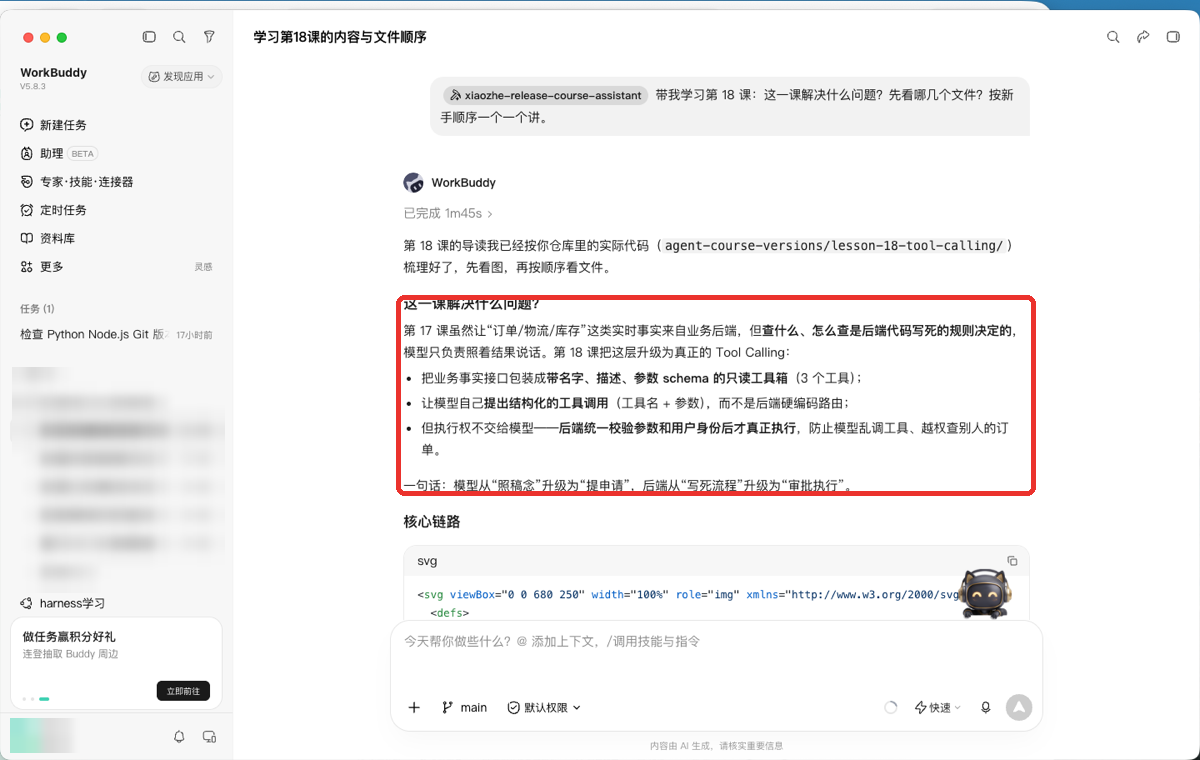 学习第18课的内容与文件顺序
WorkBuddy
V5.8.3
发现应用
新建任务
助理 BETA
专家·技能·连接器
定时任务
资料库
更多 灵感
任务 (1)
检查 Python Node.js Git 版 17小时前
harness学习
做任务赢积分好礼
连登抽取 Buddy 周边
立即前往
xiaozhe-release-course-assistant 带我学习第 18 课：这一课解决什么问题？先看哪几个文件？按新
手顺序一个一个讲。
WorkBuddy
已完成 1m45s
第 18 课的导读我已经按你仓库里的实际代码（agent-course-versions/lesson-18-tool-calling/）
梳理好了，先看图，再按顺序看文件。
这一课解决什么问题？
第 17 课虽然让“订单/物流/库存”这类实时事实来自业务后端，但查什么、怎么查是后端代码写死的规则决定的，
模型只负责照着结果说话。第 18 课把这层升级为真正的 Tool Calling：
• 把业务事实接口包装成带名字、描述、参数 schema 的只读工具箱（3 个工具）；
• 让模型自己提出结构化的工具调用（工具名 + 参数），而不是后端硬编码路由；
• 但执行权不交给模型——后端统一校验参数和用户身份后才真正执行，防止模型乱调工具、越权查别人的订
单。
一句话：模型从“照稿念”升级为“提申请”，后端从“写死流程”升级为“审批执行”。
核心链路
svg
<svg viewBox="0 0 680 250" width="100%" role="img" xmlns="http://www.w3.org/2000/svg
<defs>
今天帮你做些什么？@ 添加上下文，/调用技能与指令
main
默认权限
快速
内容由 AI 生成，请核实重要信息